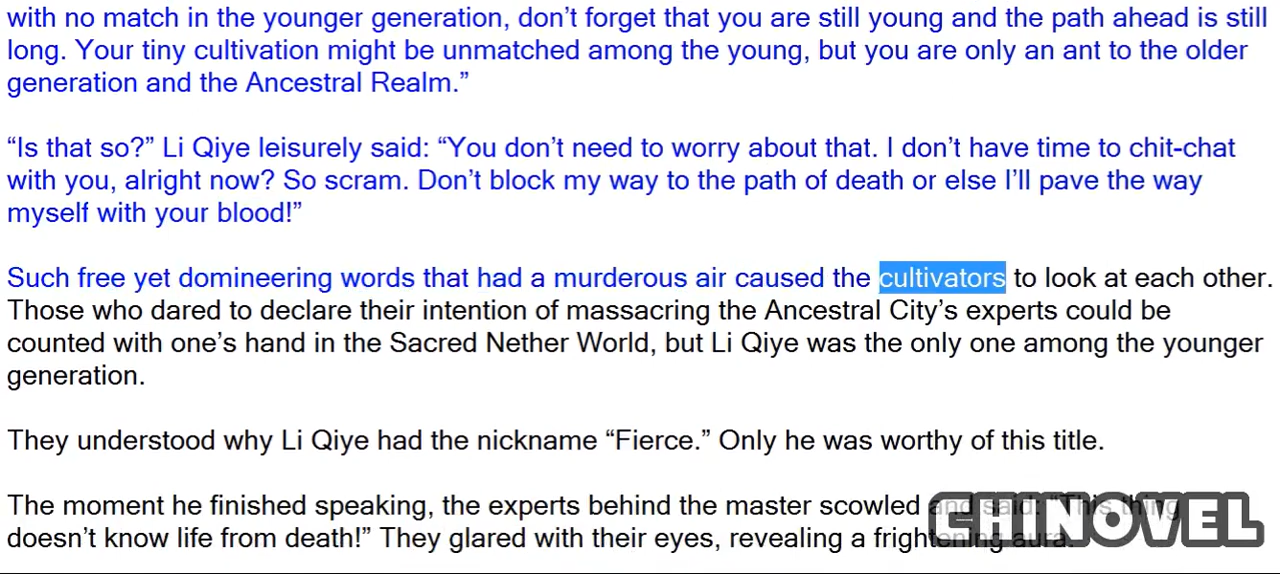 with no match in the younger generation, don’t forget that you are still young and the path ahead is still
long. Your tiny cultivation might be unmatched among the young, but you are only an ant to the older
generation and the Ancestral Realm.”
“Is that so?” Li Qiye leisurely said: “You don’t need to worry about that. I don’t have time to chit-chat
with you, alright now? So scram. Don’t block my way to the path of death or else I’ll pave the way
myself with your blood!”
Such free yet domineering words that had a murderous air caused the cultivators to look at each other.
Those who dared to declare their intention of massacring the Ancestral City’s experts could be
counted with one’s hand in the Sacred Nether World, but Li Qiye was the only one among the younger
generation.
They understood why Li Qiye had the nickname “Fierce.” Only he was worthy of this title.
The moment he finished speaking, the experts behind the master scowled and said: “This thing
doesn’t know life from death!” They glared with their eyes, revealing a frightening aura.
CHINOVEL